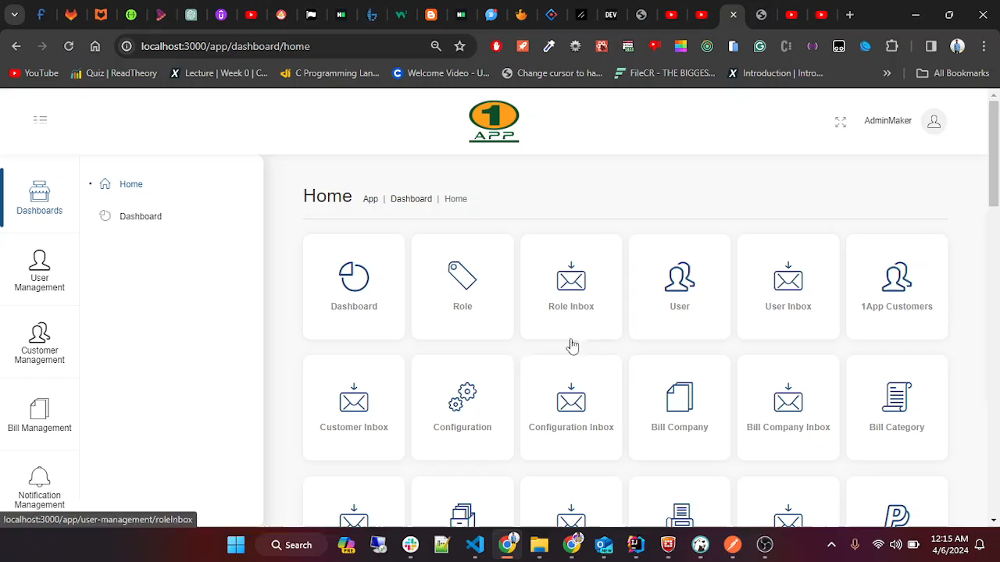 localhost:3000/app/dashboard/home
YouTube
Quiz | ReadTheory
Lecture | Week 0 | C...
C Programming Lan...
Welcome Video - U...
Change cursor to ha...
FileCR - THE BIGGES...
Introduction | Intro...
All Bookmarks
1
APP
AdminMaker
Dashboards
User
Management
Customer
Management
Bill Management
Notification
Management
Home
Dashboard
Home App | Dashboard | Home
Dashboard
Role
Role Inbox
User
User Inbox
1App Customers
Customer Inbox
Configuration
Configuration Inbox
Bill Company
Bill Company Inbox
Bill Category
localhost:3000/app/user-management/roleInbox
Search
PRE
NEW
12:15 AM
4/6/2024